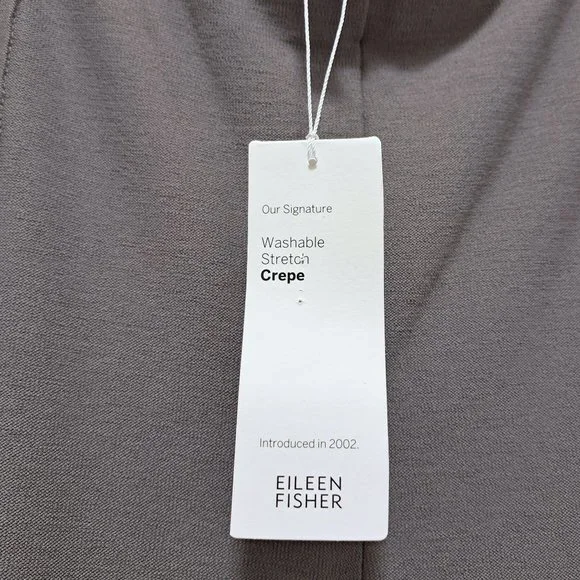 Our Signature
Washable
Stretch
Crepe
Introduced in 2002.
EILEEN
FISHER